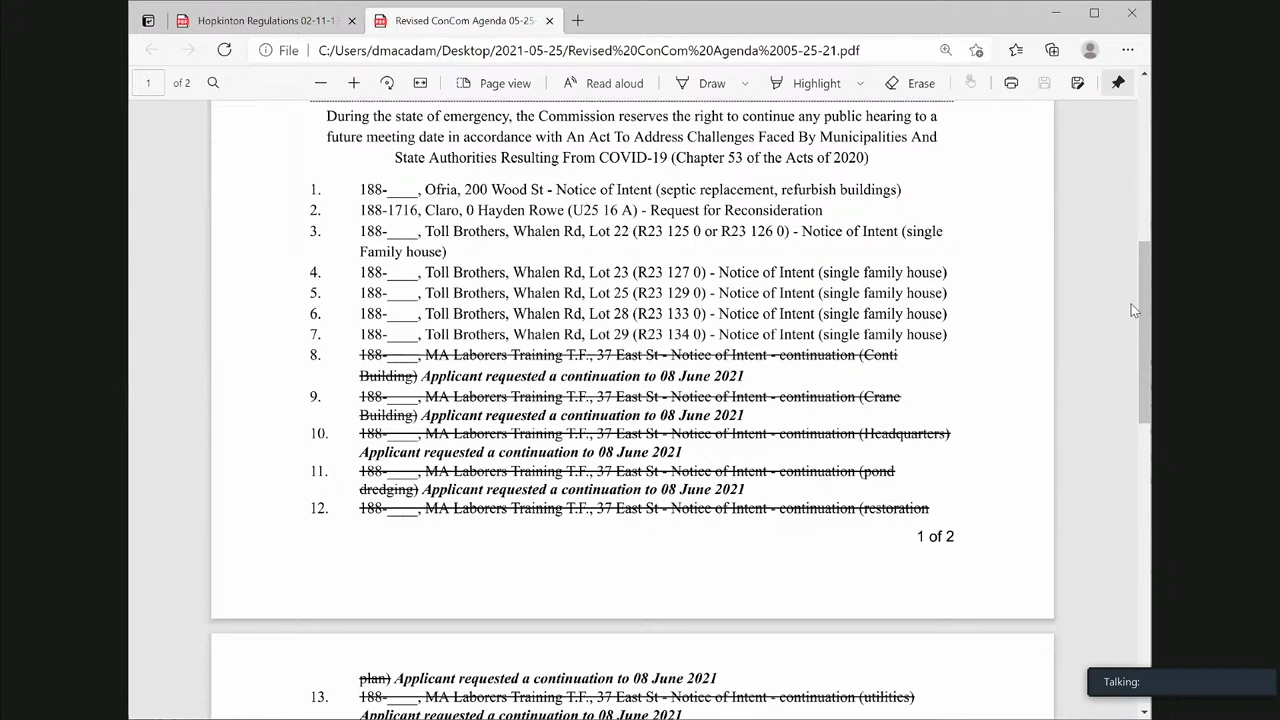 Hopkinton Regulations 02-11-13
Revised ConCom Agenda 05-25-
File C:/Users/dmacadam/Desktop/2021-05-25/Revised%20ConCom%20Agenda%2005-25-21.pdf
1 of 2 Page view Read aloud Draw Highlight Erase
During the state of emergency, the Commission reserves the right to continue any public hearing to a
future meeting date in accordance with An Act To Address Challenges Faced By Municipalities And
State Authorities Resulting From COVID-19 (Chapter 53 of the Acts of 2020)
1. 188-____, Ofria, 200 Wood St - Notice of Intent (septic replacement, refurbish buildings)
2. 188-1716, Claro, 0 Hayden Rowe (U25 16 A) - Request for Reconsideration
3. 188-____, Toll Brothers, Whalen Rd, Lot 22 (R23 125 0 or R23 126 0) - Notice of Intent (single
Family house)
4. 188-____, Toll Brothers, Whalen Rd, Lot 23 (R23 127 0) - Notice of Intent (single family house)
5. 188-____, Toll Brothers, Whalen Rd, Lot 25 (R23 129 0) - Notice of Intent (single family house)
6. 188-____, Toll Brothers, Whalen Rd, Lot 28 (R23 133 0) - Notice of Intent (single family house)
7. 188-____, Toll Brothers, Whalen Rd, Lot 29 (R23 134 0) - Notice of Intent (single family house)
8. 188-____, MA Laborers Training T.F., 37 East St - Notice of Intent - continuation (Conti
Building) Applicant requested a continuation to 08 June 2021
9. 188-____, MA Laborers Training T.F., 37 East St - Notice of Intent - continuation (Crane
Building) Applicant requested a continuation to 08 June 2021
10. 188-____, MA Laborers Training T.F., 37 East St - Notice of Intent - continuation (Headquarters)
Applicant requested a continuation to 08 June 2021
11. 188-____, MA Laborers Training T.F., 37 East St - Notice of Intent - continuation (pond
dredging) Applicant requested a continuation to 08 June 2021
12. 188-____, MA Laborers Training T.F., 37 East St - Notice of Intent - continuation (restoration
1 of 2
plan) Applicant requested a continuation to 08 June 2021
13. 188-____, MA Laborers Training T.F., 37 East St - Notice of Intent - continuation (utilities)
Applicant requested a continuation to 08 June 2021
Talking: